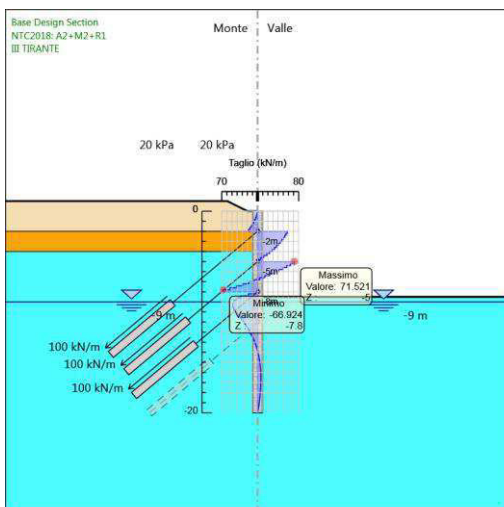 Base Design Section
NTC2018: A2+M2+R1
III TIRANTE
Monte Valle
20 kPa 20 kPa
Taglio (kN/m)
70 80
0
-2m
-5m
Massimo
Valore: 71.521
Z -5
Minimo
Valore: -66.924
Z -7.8
-9 m -9 m
100 kN/m
100 kN/m
100 kN/m
-20